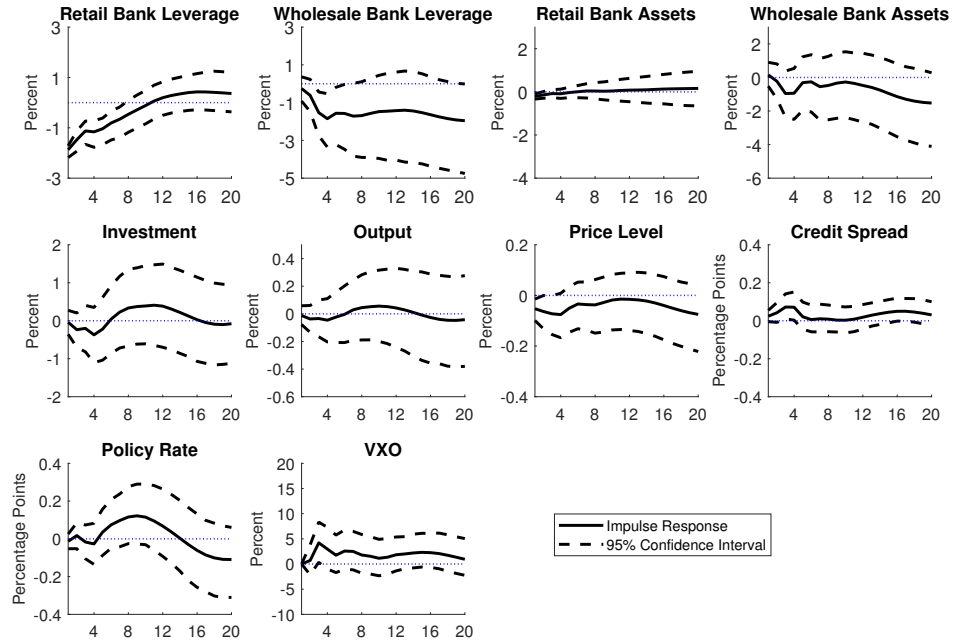 Retail Bank Leverage
Percent
3
1
-1
-3
4 8 12 16 20
Wholesale Bank Leverage
Percent
3
1
-1
-3
-5
4 8 12 16 20
Retail Bank Assets
Percent
2
0
-2
-4
4 8 12 16 20
Wholesale Bank Assets
Percent
2
0
-2
-4
-6
4 8 12 16 20
Investment
Percent
2
1
0
-1
-2
4 8 12 16 20
Output
Percent
0.4
0.2
0
-0.2
-0.4
-0.6
4 8 12 16 20
Price Level
Percent
0.2
0
-0.2
-0.4
4 8 12 16 20
Credit Spread
Percentage Points
0.4
0.2
0
-0.2
-0.4
4 8 12 16 20
Policy Rate
Percentage Points
0.4
0.2
0
-0.2
-0.4
4 8 12 16 20
VXO
Percent
20
15
10
5
0
-5
-10
4 8 12 16 20
Impulse Response
95% Confidence Interval